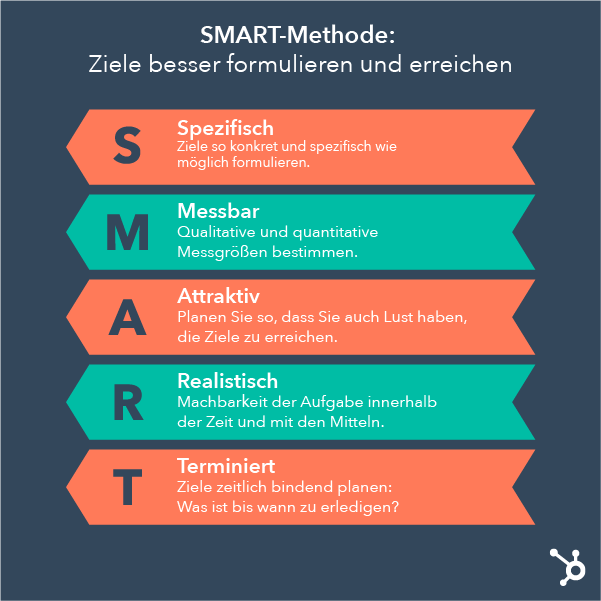 SMART-Methode:
Ziele besser formulieren und erreichen
S
Spezifisch
Ziele so konkret und spezifisch wie
möglich formulieren.
M
Messbar
Qualitative und quantitative
Messgrößen bestimmen.
A
Attraktiv
Planen Sie so, dass Sie auch Lust haben,
die Ziele zu erreichen.
R
Realistisch
Machbarkeit der Aufgabe innerhalb
der Zeit und mit den Mitteln.
T
Terminiert
Ziele zeitlich bindend planen:
Was ist bis wann zu erledigen?